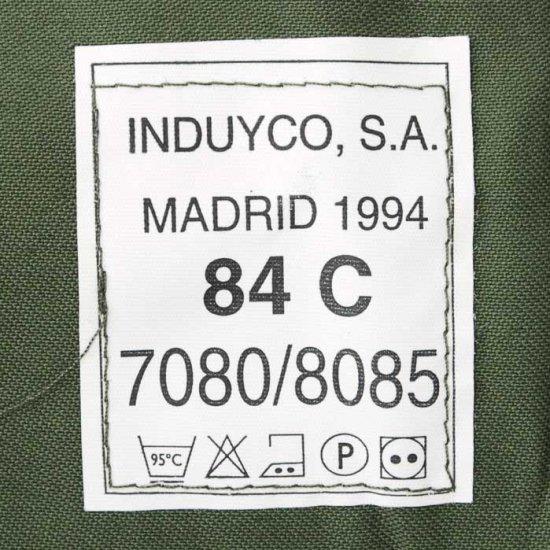 INDUYCO, S.A.
MADRID 1994
84 C
7080/8085
95°C P